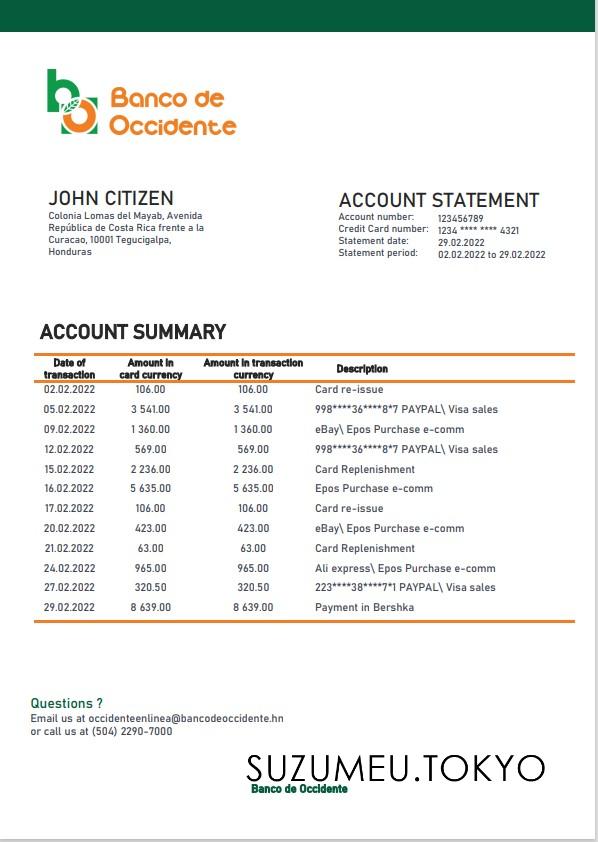 Banco de
Occidente
JOHN CITIZEN
Colonia Lomas del Mayab, Avenida
República de Costa Rica frente a la
Curacao, 10001 Tegucigalpa,
Honduras
ACCOUNT STATEMENT
Account number: 123456789
Credit Card number: 1234 **** **** 4321
Statement date: 29.02.2022
Statement period: 02.02.2022 to 29.02.2022
ACCOUNT SUMMARY
Date of transaction Amount in card currency Amount in transaction currency Description
02.02.2022 106.00 106.00 Card re-issue
05.02.2022 3 541.00 3 541.00 998****36****8*7 PAYPAL\ Visa sales
09.02.2022 1 360.00 1 360.00 eBay\ Epos Purchase e-comm
12.02.2022 569.00 569.00 998****36****8*7 PAYPAL\ Visa sales
15.02.2022 2 236.00 2 236.00 Card Replenishment
16.02.2022 5 635.00 5 635.00 Epos Purchase e-comm
17.02.2022 106.00 106.00 Card re-issue
20.02.2022 423.00 423.00 eBay\ Epos Purchase e-comm
21.02.2022 63.00 63.00 Card Replenishment
24.02.2022 965.00 965.00 Ali express\ Epos Purchase e-comm
27.02.2022 320.50 320.50 223****38****7*1 PAYPAL\ Visa sales
29.02.2022 8 639.00 8 639.00 Payment in Bershka
Questions ?
Email us at occidenteenlinea@bancodeoccidente.hn
or call us at (504) 2290-7000
SUZUMEU.TOKYO
Banco de Occidente